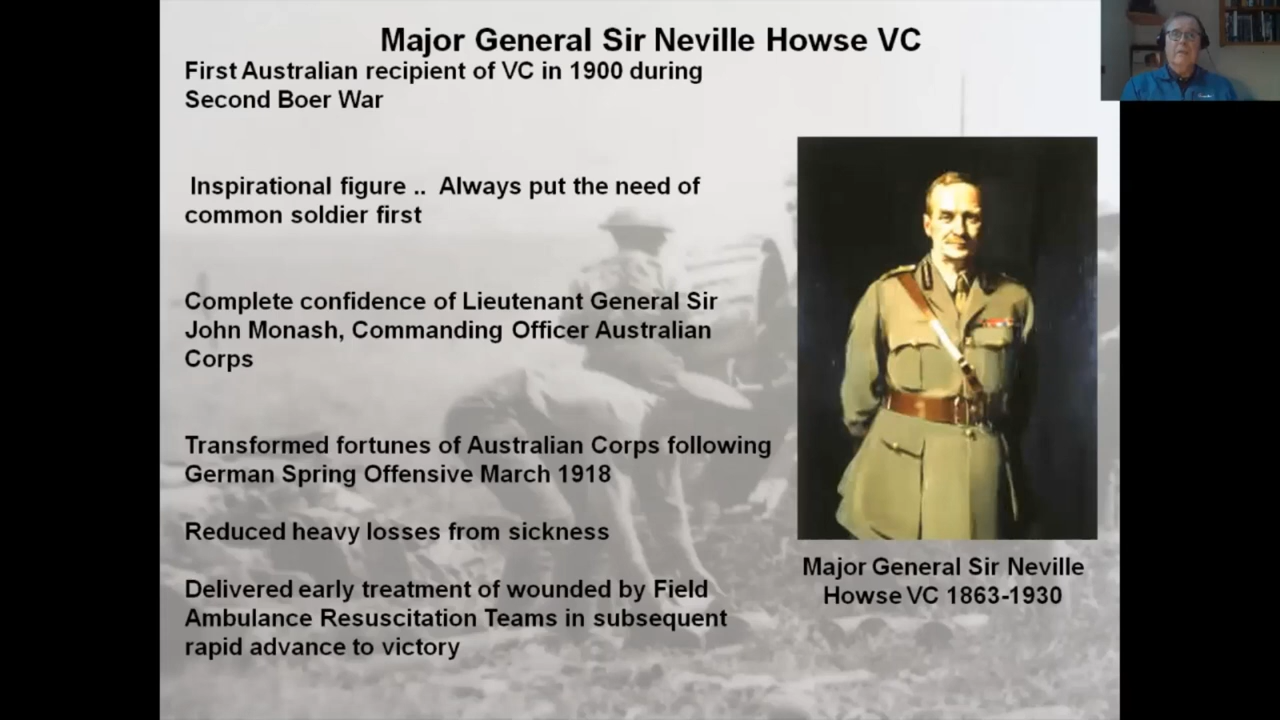 Major General Sir Neville Howse VC
First Australian recipient of VC in 1900 during
Second Boer War
Inspirational figure .. Always put the need of
common soldier first
Complete confidence of Lieutenant General Sir
John Monash, Commanding Officer Australian
Corps
Transformed fortunes of Australian Corps following
German Spring Offensive March 1918
Reduced heavy losses from sickness
Delivered early treatment of wounded by Field
Ambulance Resuscitation Teams in subsequent
rapid advance to victory
Major General Sir Neville
Howse VC 1863-1930